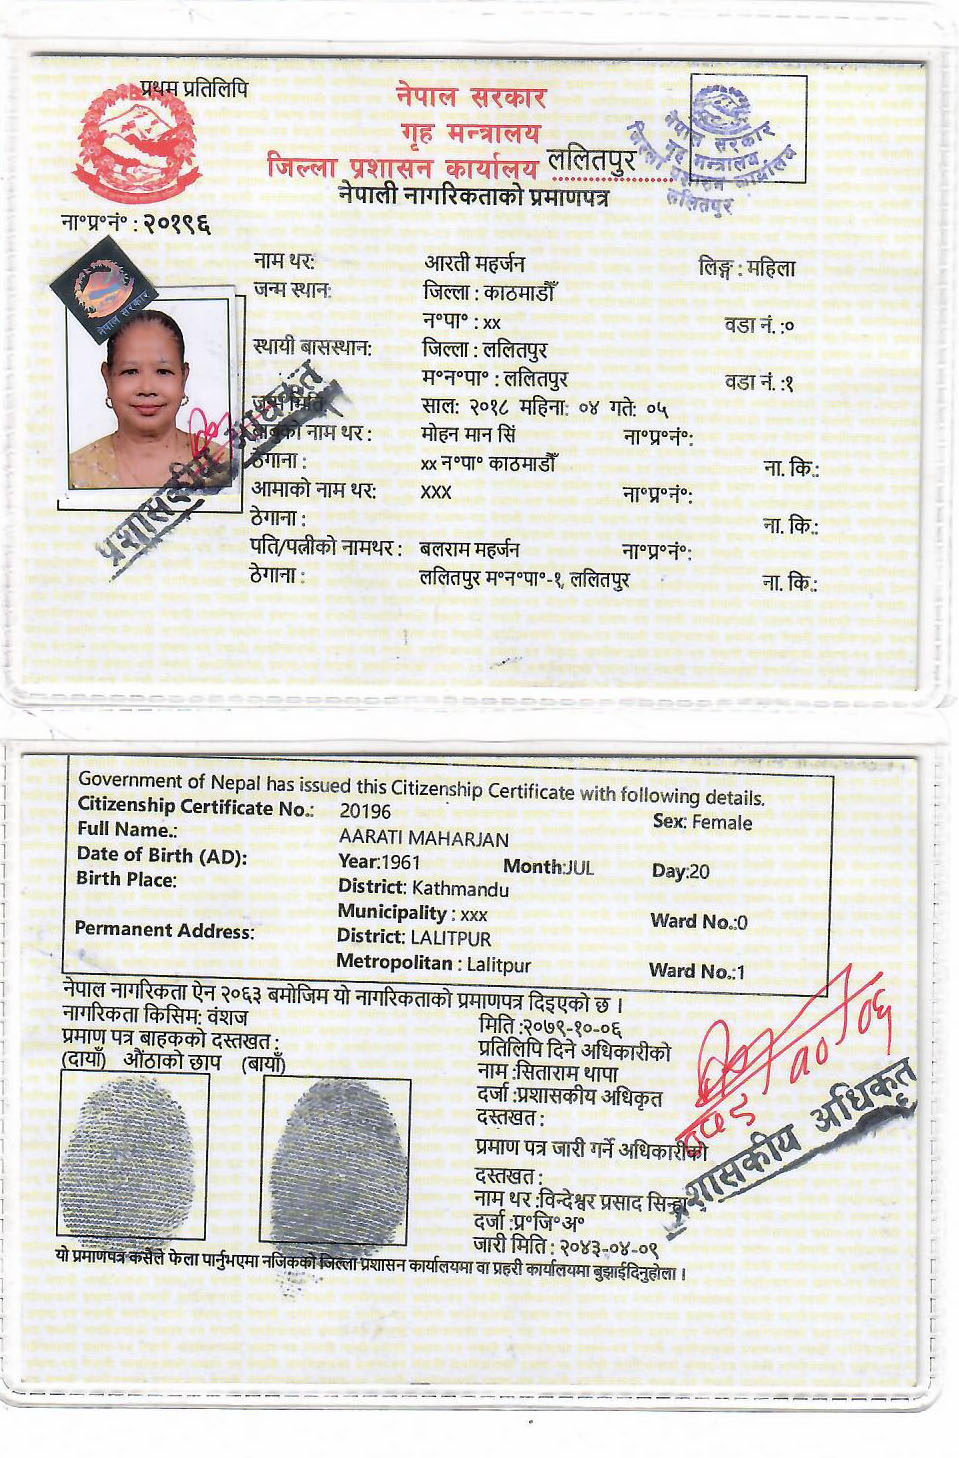 प्रथम प्रतिलिपि
नेपाल सरकार
गृह मन्त्रालय
जिल्ला प्रशासन कार्यालय ललितपुर
नेपाली नागरिकताको प्रमाणपत्र
नेपाल सरकार
गृह मन्त्रालय
जिल्ला प्रशासन कार्यालय
ललितपुर
ना॰प्र॰नं॰ : २०१९६
नेपाल सरकार
नाम थर: आरती महर्जन लिङ्ग : महिला
जन्म स्थान: जिल्ला : काठमाडौँ
न॰पा॰ : xx वडा नं. :०
स्थायी बासस्थान: जिल्ला : ललितपुर
म॰न॰पा॰ : ललितपुर वडा नं. :१
जन्म मिति: साल: २०१८ महिना: ०४ गते: ०५
बाबुको नाम थर : मोहन मान सिं ना॰प्र॰नं॰:
ठेगाना : xx न॰पा॰ काठमाडौँ ना. कि.:
आमाको नाम थर: XXX ना॰प्र॰नं॰:
ठेगाना : ना. कि.:
पति/पत्नीको नामथर : बलराम महर्जन ना॰प्र॰नं॰:
ठेगाना : ललितपुर म॰न॰पा॰-१, ललितपुर ना. कि.:
प्रशासकीय अधिकृत
Government of Nepal has issued this Citizenship Certificate with following details.
Citizenship Certificate No.: 20196 Sex: Female
Full Name.: AARATI MAHARJAN
Date of Birth (AD): Year:1961 Month:JUL Day:20
Birth Place: District: Kathmandu
Municipality : xxx Ward No.:0
Permanent Address: District: LALITPUR
Metropolitan : Lalitpur Ward No.:1
नेपाल नागरिकता ऐन २०६३ बमोजिम यो नागरिकताको प्रमाणपत्र दिइएको छ ।
नागरिकता किसिम: वंशज मिति :२०७९-१०-०६
प्रमाण पत्र बाहकको दस्तखत : प्रतिलिपि दिने अधिकारीको
(दायाँ) औंठाको छाप (बायाँ) नाम :सिताराम थापा
दर्जा :प्रशासकीय अधिकृत
दस्तखत :
प्रमाण पत्र जारी गर्ने अधिकारीको
दस्तखत :
नाम थर :विन्देश्वर प्रसाद सिन्हा
दर्जा :प्र॰जि॰अ॰
जारी मिति : २०४३-०४-०९
प्रशासकीय अधिकृत
यो प्रमाणपत्र कसैले फेला पार्नुभएमा नजिकको जिल्ला प्रशासन कार्यालयमा वा प्रहरी कार्यालयमा बुझाईदिनुहोला ।